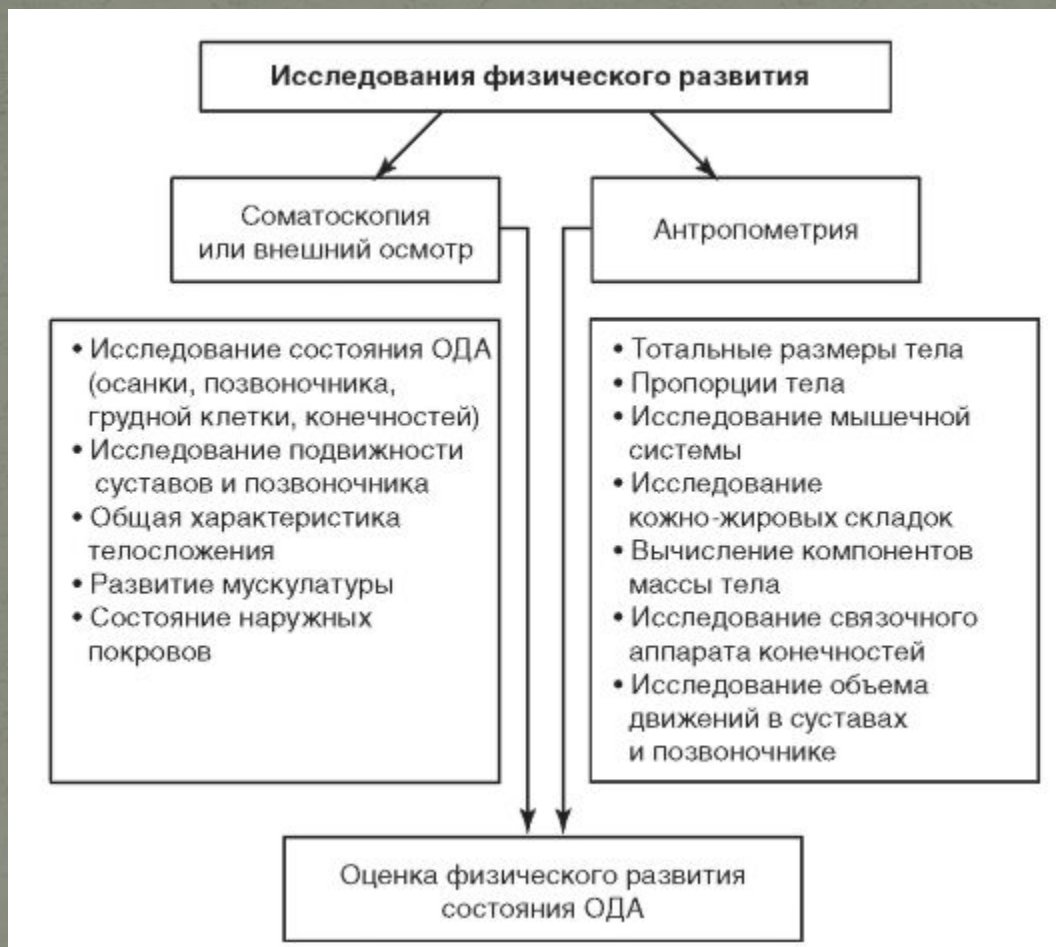 Исследования физического развития
Соматоскопия
или внешний осмотр
Антропометрия
• Исследование состояния ОДА
(осанки, позвоночника,
грудной клетки, конечностей)
• Исследование подвижности
суставов и позвоночника
• Общая характеристика
телосложения
• Развитие мускулатуры
• Состояние наружных
покровов
• Тотальные размеры тела
• Пропорции тела
• Исследование мышечной
системы
• Исследование
кожно-жировых складок
• Вычисление компонентов
массы тела
• Исследование связочного
аппарата конечностей
• Исследование объема
движений в суставах
и позвоночнике
Оценка физического развития
состояния ОДА